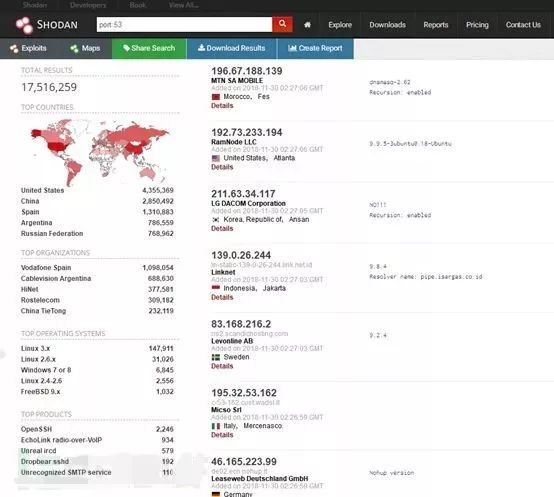 Shodan Developers Book View All...
SHODAN port 53 Explore Downloads Reports Pricing Contact Us
Exploits Maps Share Search Download Results Create Report
TOTAL RESULTS
17,516,259
TOP COUNTRIES
United States 4,355,369
China 2,850,492
Spain 1,310,883
Argentina 786,559
Russian Federation 768,962
TOP ORGANIZATIONS
Vodafone Spain 1,098,054
Cablevision Argentina 688,630
HiNet 377,581
Rostelecom 309,182
China TieTong 232,119
TOP OPERATING SYSTEMS
Linux 3.x 147,911
Linux 2.6.x 31,026
Windows 7 or 8 6,845
Linux 2.4-2.6 2,556
FreeBSD 9.x 1,032
TOP PRODUCTS
OpenSSH 2,246
EchoLink radio-over-VoIP 934
Unreal ircd 579
Dropbear sshd 192
Unrecognized SMTP service 110
196.67.188.139
MTN SA MOBILE
Added on 2018-11-30 02:27:06 GMT
Morocco, Fes
Details
dnsmasq-2.62
Recursion: enabled
192.73.233.194
RamNode LLC
Added on 2018-11-30 02:27:06 GMT
United States, Atlanta
Details
9.9.5-3ubuntu0.18-Ubuntu
211.63.34.117
LG DACOM Corporation
Added on 2018-11-30 02:27:05 GMT
Korea, Republic of, Ansan
Details
Recursion: enabled
139.0.26.244
ln-static-139-0-26-244.link.net.id
Linknet
Added on 2018-11-30 02:27:03 GMT
Indonesia, Jakarta
Details
9.8.4
Resolver name: pipe.isargas.co.id
83.168.216.2
ns2.scandichosting.com
Levonline AB
Added on 2018-11-30 02:27:03 GMT
Sweden
Details
9.2.4
195.32.53.162
c-53-162.cust.wadsl.it
Micso Srl
Added on 2018-11-30 02:26:59 GMT
Italy, Mercenasco
Details
46.165.223.99
de02.een.nohup.it
Leaseweb Deutschland GmbH
Added on 2018-11-30 02:26:59 GMT
Germany
Nohup version